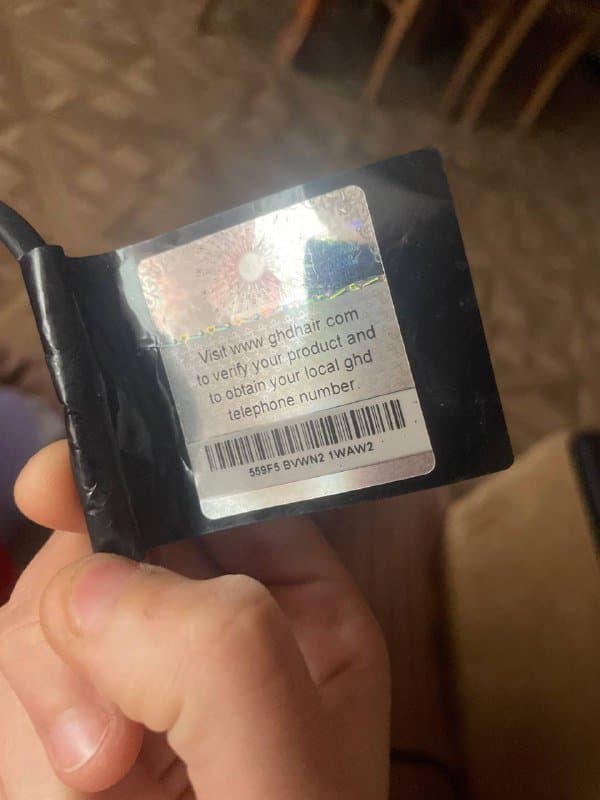 Visit www ghdhair com
to verify your product and
to obtain your local ghd
telephone number.
559F5 BVWN2 1WAW2